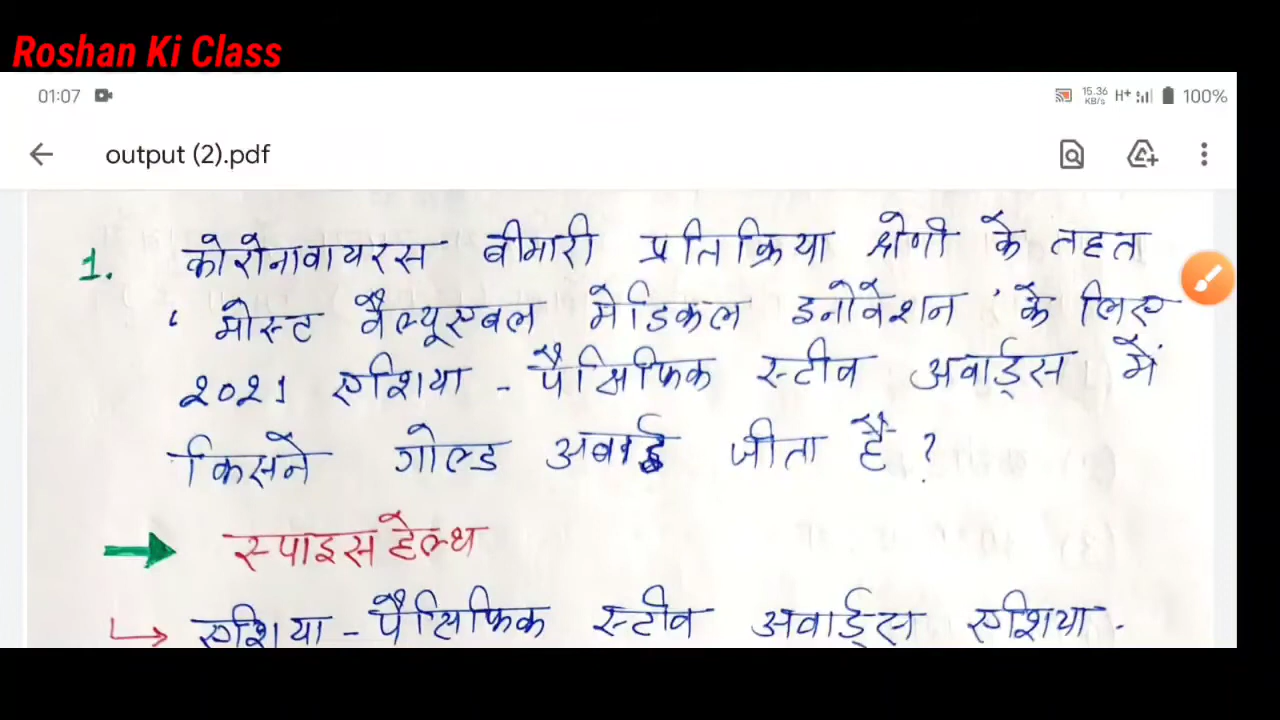 Roshan Ki Class
01:07 15.36 KB/s H+ 100%
output (2).pdf
1. कोरोनावायरस बीमारी प्रतिक्रिया श्रेणी के तहत
' मोस्ट वैल्यूएबल मेडिकल इनोवेशन ' के लिए
2021 एशिया - पैसिफिक स्टीव अवार्ड्स में
किसने गोल्ड अवार्ड जीता है ?
स्पाइस हेल्थ
एशिया - पैसिफिक स्टीव अवार्ड्स एशिया -